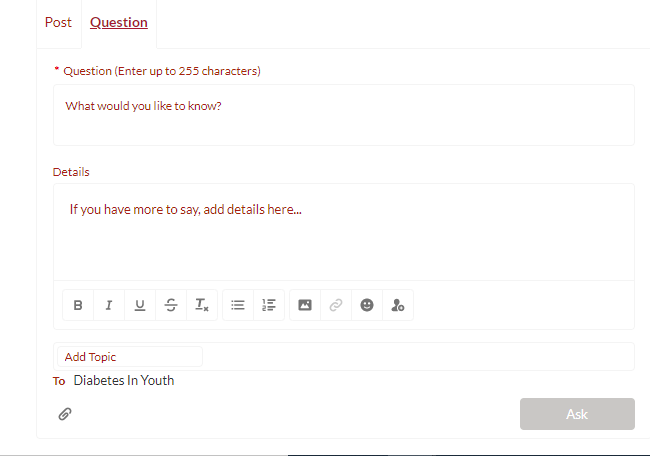 Post Question
* Question (Enter up to 255 characters)
What would you like to know?
Details
If you have more to say, add details here...
B I U S Tx
Add Topic
To Diabetes In Youth
Ask